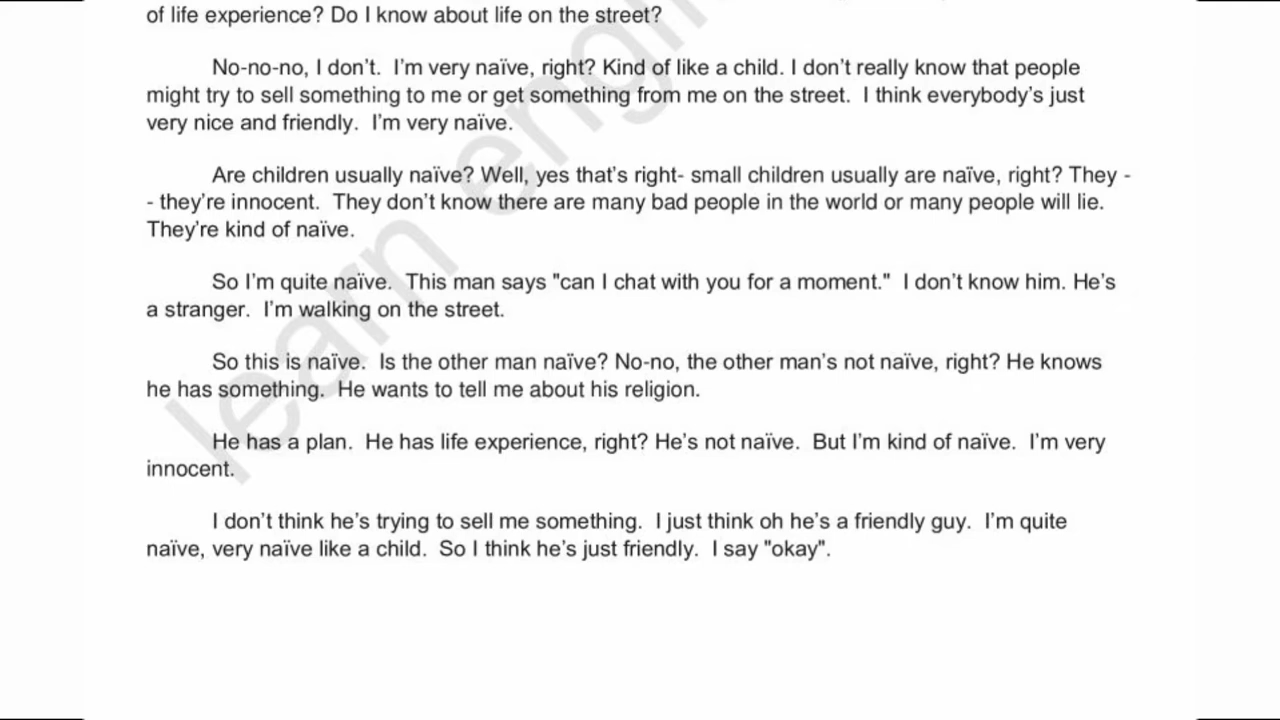 of life experience? Do I know about life on the street?
No-no-no, I don't.  I'm very naïve, right? Kind of like a child. I don't really know that people
might try to sell something to me or get something from me on the street.  I think everybody's just
very nice and friendly.  I'm very naïve.
Are children usually naïve? Well, yes that's right- small children usually are naïve, right? They -
- they're innocent.  They don't know there are many bad people in the world or many people will lie.
They're kind of naïve.
So I'm quite naïve.  This man says "can I chat with you for a moment."  I don't know him. He's
a stranger.  I'm walking on the street.
So this is naïve.  Is the other man naïve? No-no, the other man's not naïve, right? He knows
he has something.  He wants to tell me about his religion.
He has a plan.  He has life experience, right? He's not naïve.  But I'm kind of naïve.  I'm very
innocent.
I don't think he's trying to sell me something.  I just think oh he's a friendly guy.  I'm quite
naïve, very naïve like a child.  So I think he's just friendly.  I say "okay".
learn engli